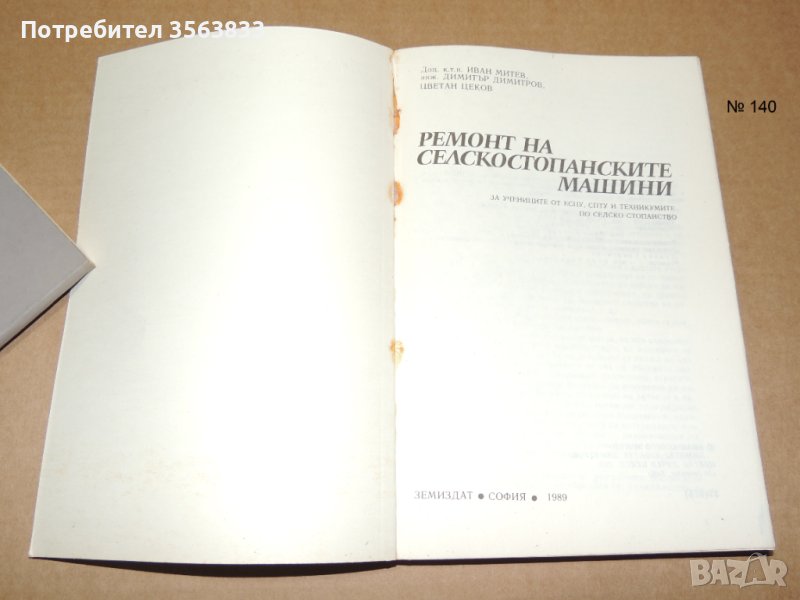 Потребител 3563833
№ 140
Доц. к.т.н. ИВАН МИТЕВ,
инж. ДИМИТЪР ДИМИТРОВ,
ЦВЕТАН ЦЕКОВ
РЕМОНТ НА
СЕЛСКОСТОПАНСКИТЕ
МАШИНИ
ЗА УЧЕНИЦИТЕ ОТ ЕСПУ, СПТУ И ТЕХНИКУМИТЕ
ПО СЕЛСКО СТОПАНСТВО
ЗЕМИЗДАТ ● СОФИЯ ● 1989
BAZAR